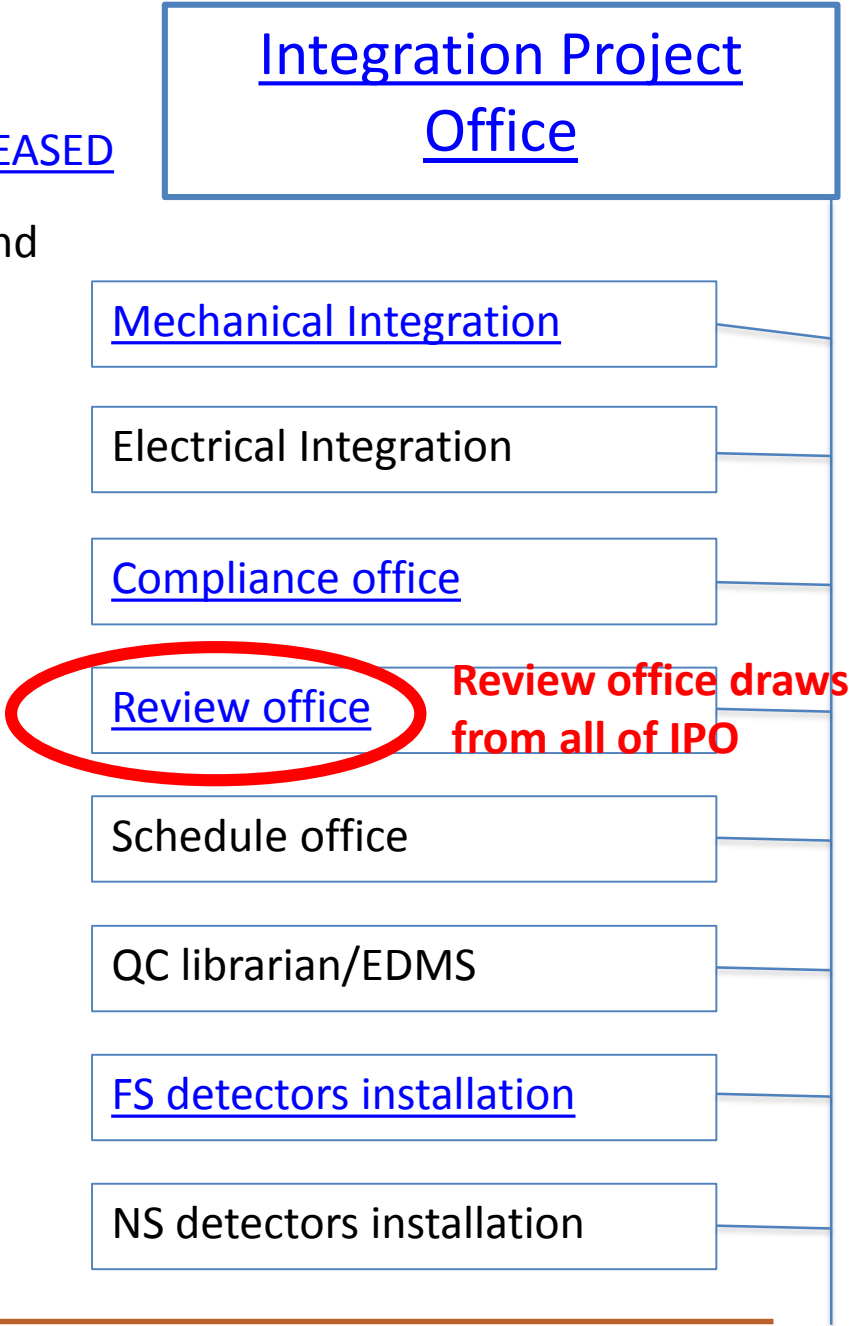 Integration Project
Office
EASED
nd
Mechanical Integration
Electrical Integration
Compliance office
Review office
Review office draws
from all of IPO
Schedule office
QC librarian/EDMS
FS detectors installation
NS detectors installation